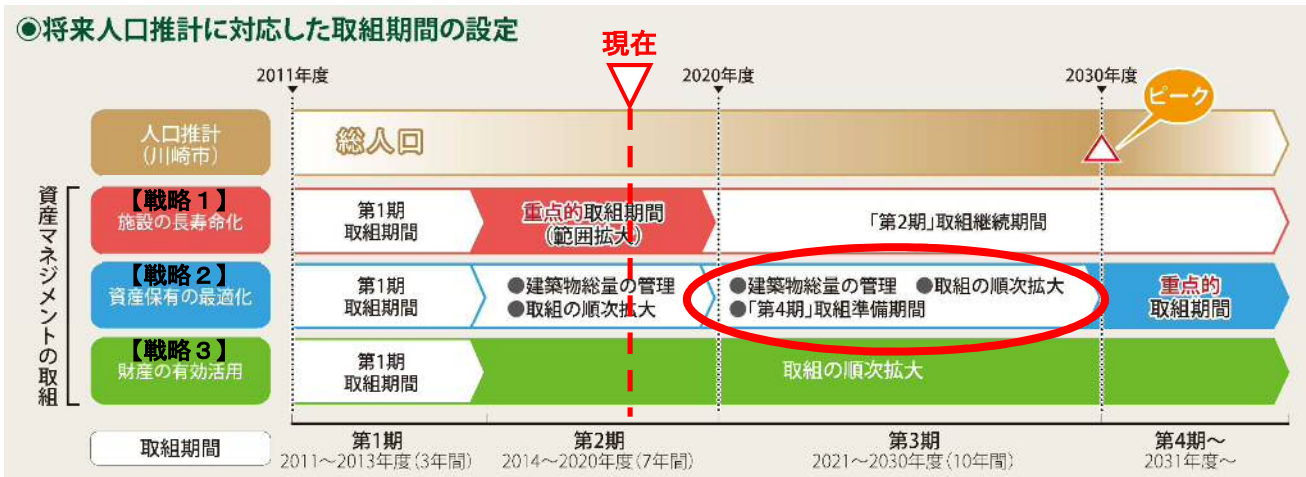 ◉将来人口推計に対応した取組期間の設定
現在
2011年度
2020年度
2030年度
ピーク
人口推計
(川崎市)
総人口
資産マネジメントの取組
【戦略1】
施設の長寿命化
第1期
取組期間
重点的取組期間
(範囲拡大)
「第2期」取組継続期間
【戦略2】
資産保有の最適化
第1期
取組期間
●建築物総量の管理
●取組の順次拡大
●建築物総量の管理 ●取組の順次拡大
●「第4期」取組準備期間
重点的
取組期間
【戦略3】
財産の有効活用
第1期
取組期間
取組の順次拡大
取組期間
第1期
2011～2013年度(3年間)
第2期
2014～2020年度(7年間)
第3期
2021～2030年度(10年間)
第4期～
2031年度～